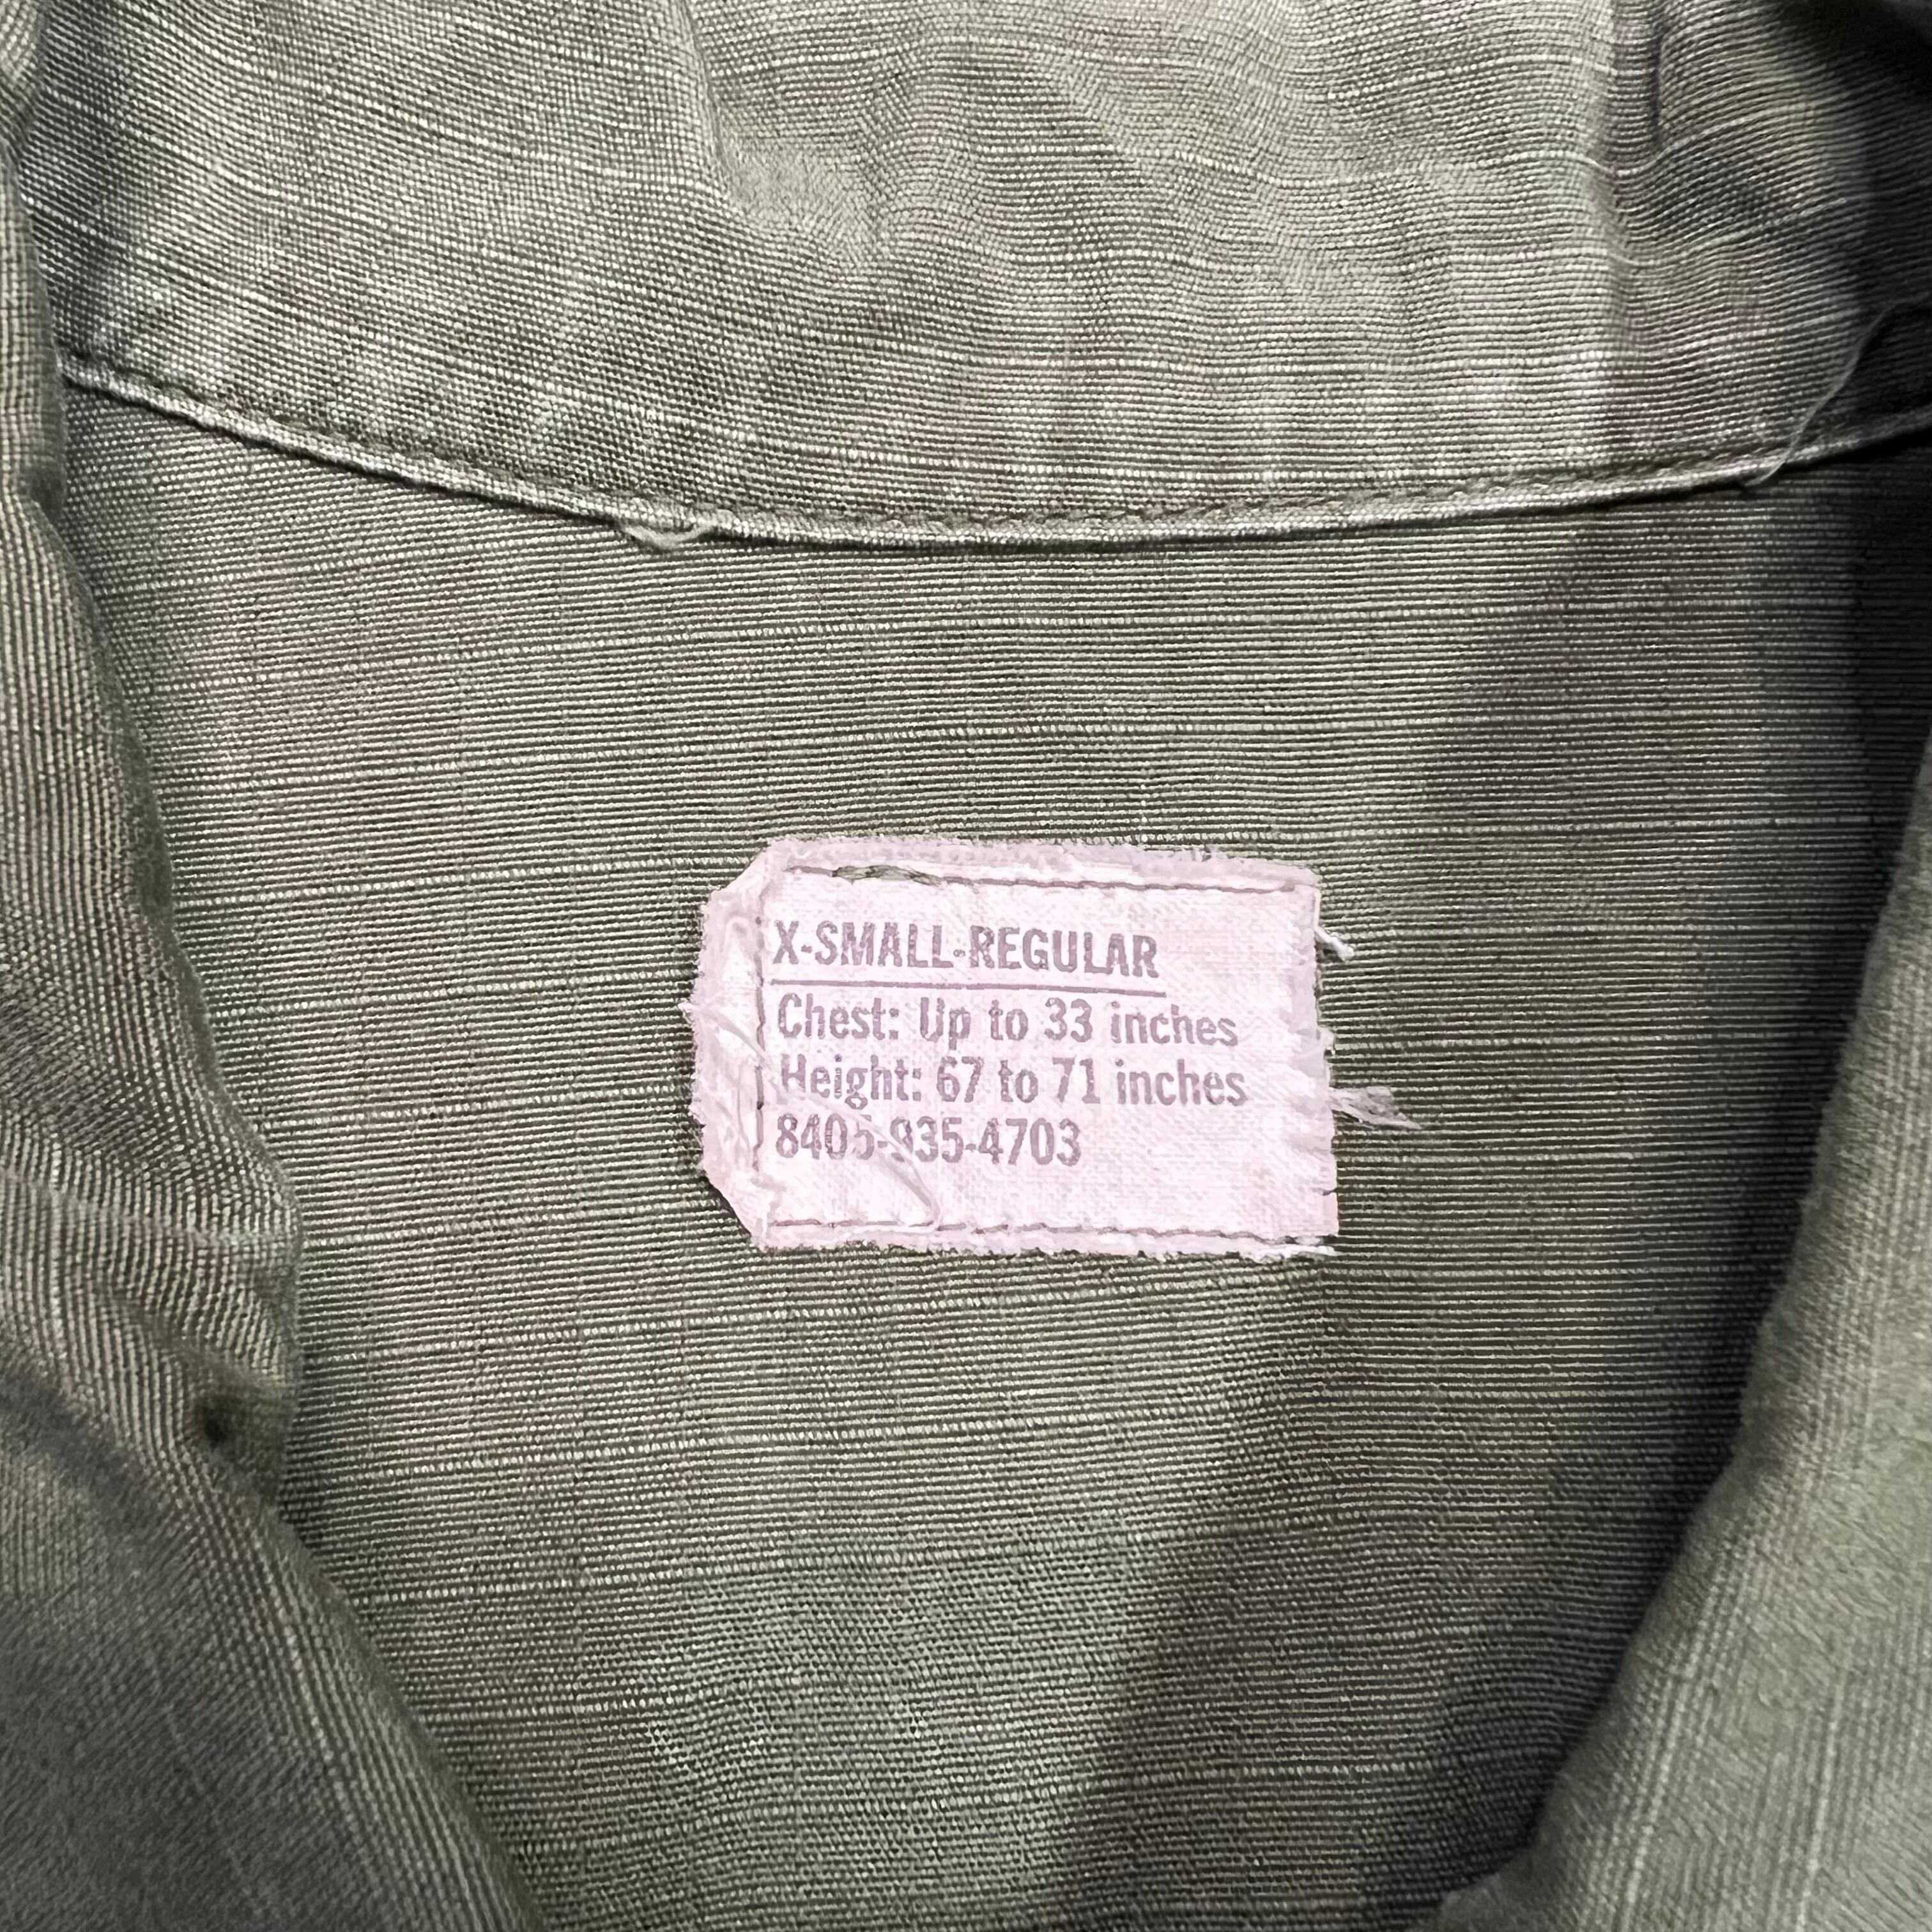 X-SMALL-REGULAR
Chest: Up to 33 inches
Height: 67 to 71 inches
8405-935-4703